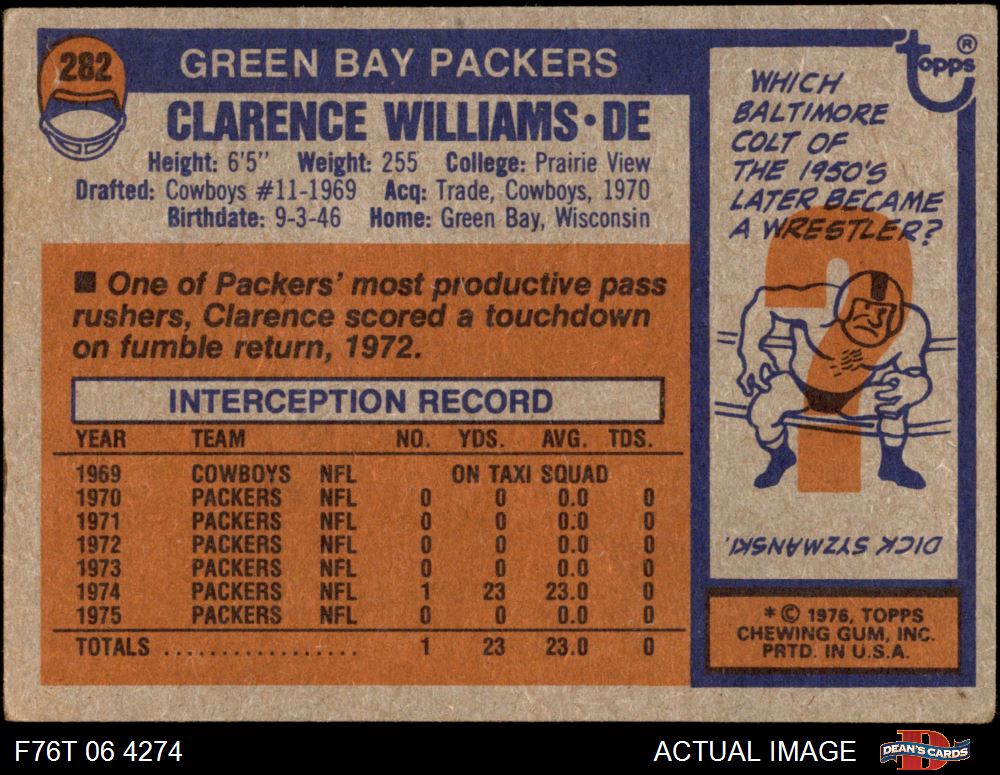 282
GREEN BAY PACKERS
CLARENCE WILLIAMS • DE
Height: 6'5" Weight: 255 College: Prairie View
Drafted: Cowboys #11-1969 Acq: Trade, Cowboys, 1970
Birthdate: 9-3-46 Home: Green Bay, Wisconsin
■ One of Packers' most productive pass
rushers, Clarence scored a touchdown
on fumble return, 1972.
INTERCEPTION RECORD
YEAR TEAM NO. YDS. AVG. TDS.
1969 COWBOYS NFL ON TAXI SQUAD
1970 PACKERS NFL 0 0 0.0 0
1971 PACKERS NFL 0 0 0.0 0
1972 PACKERS NFL 0 0 0.0 0
1973 PACKERS NFL 0 0 0.0 0
1974 PACKERS NFL 1 23 23.0 0
1975 PACKERS NFL 0 0 0.0 0
TOTALS ................. 1 23 23.0 0
topps ®
WHICH
BALTIMORE
COLT OF
THE 1950'S
LATER BECAME
A WRESTLER?
?
DICK SYZMANSKI.
* © 1976, TOPPS
CHEWING GUM, INC.
PRTD. IN U.S.A.
F76T 06 4274
ACTUAL IMAGE
D
DEAN'S CARDS